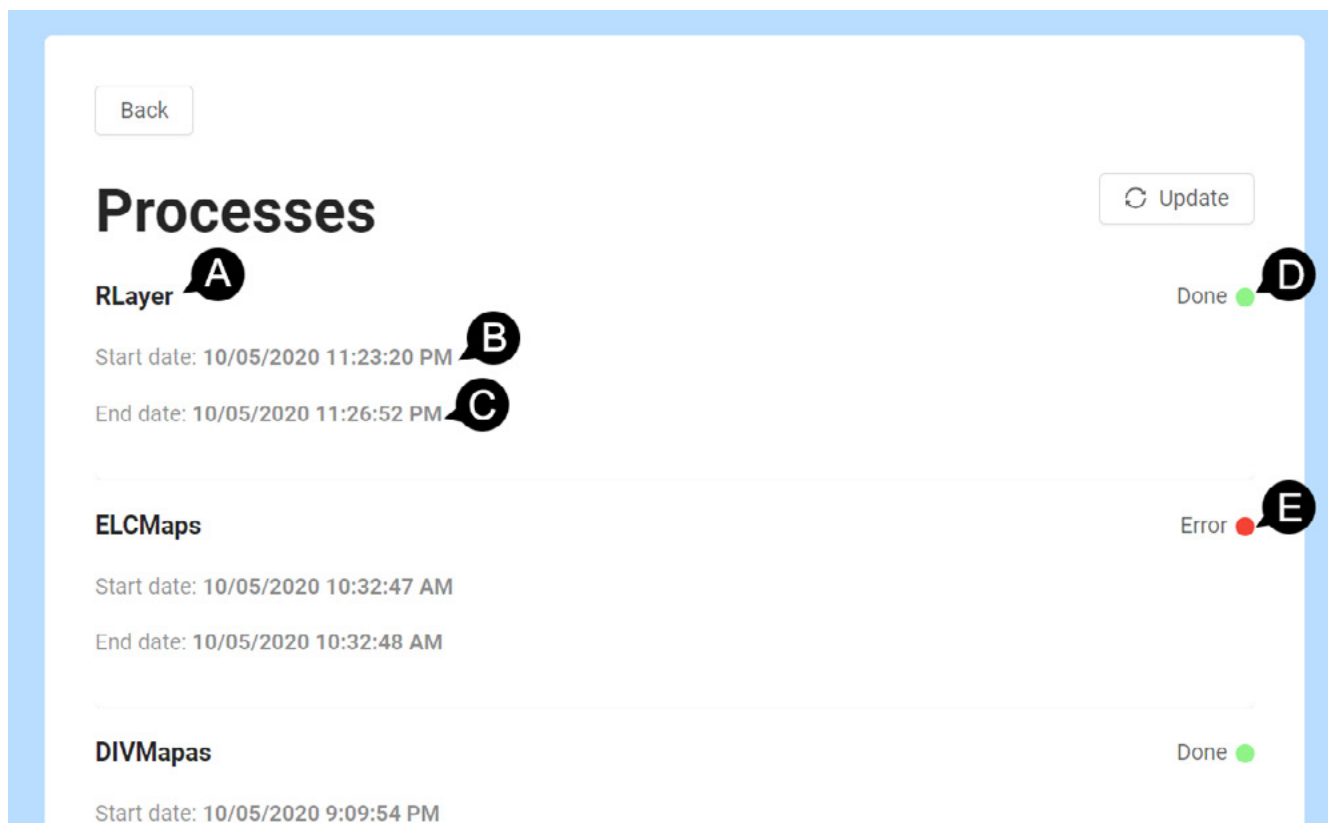 Back
Processes
Update
A
RLayer
Done
D
Start date: 10/05/2020 11:23:20 PM
B
End date: 10/05/2020 11:26:52 PM
C
ELCMaps
Error
E
Start date: 10/05/2020 10:32:47 AM
End date: 10/05/2020 10:32:48 AM
DIVMapas
Done
Start date: 10/05/2020 9:09:54 PM